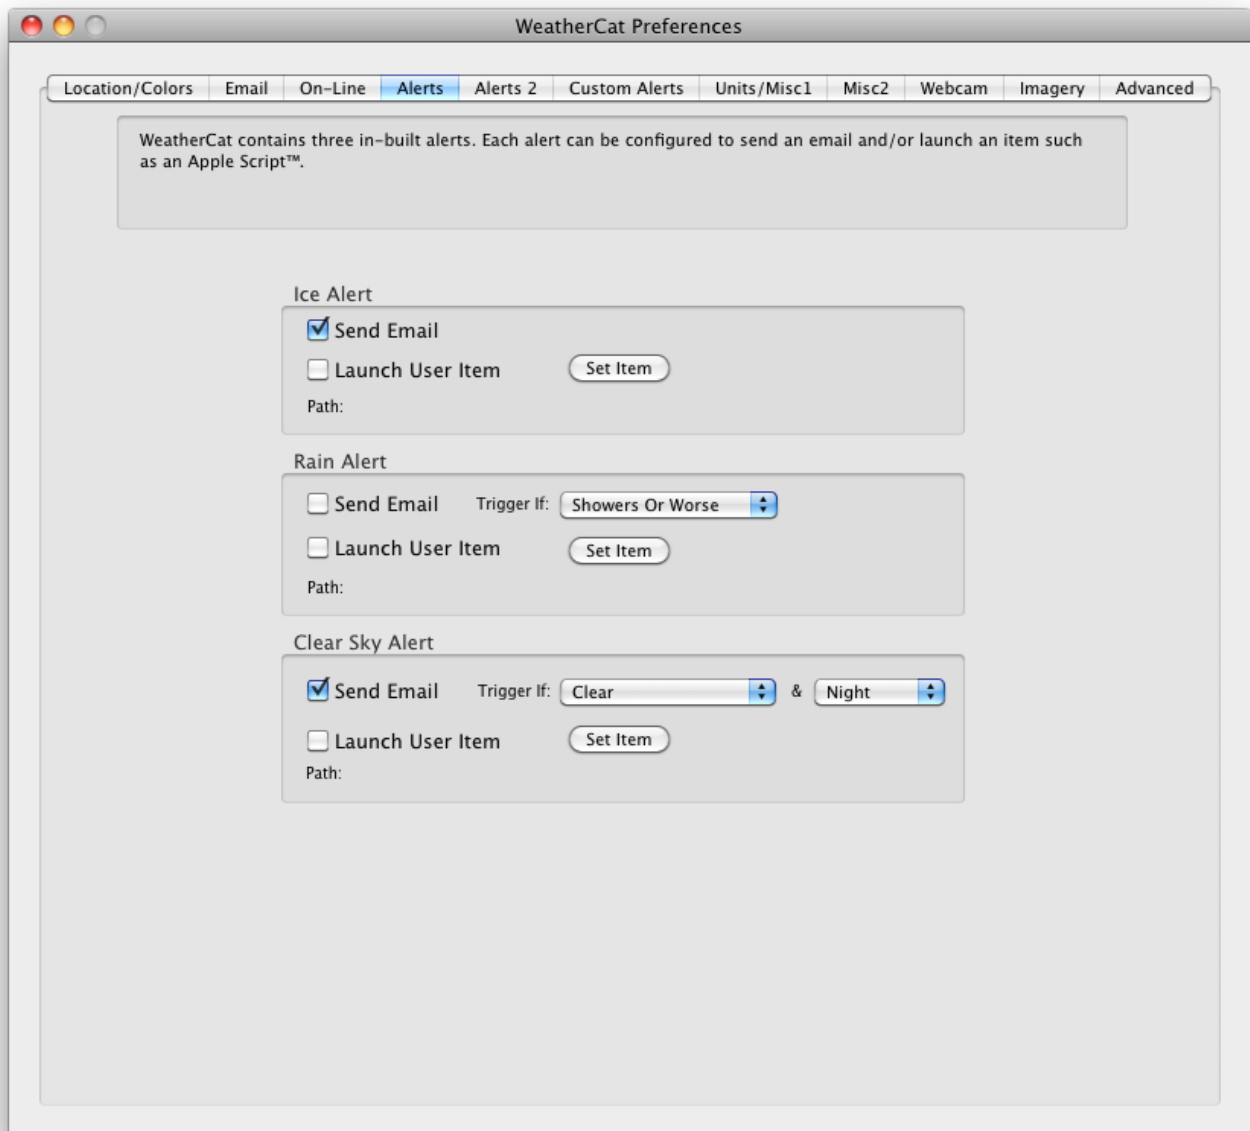 WeatherCat Preferences
Location/Colors Email On-Line Alerts Alerts 2 Custom Alerts Units/Misc1 Misc2 Webcam Imagery Advanced
WeatherCat contains three in-built alerts. Each alert can be configured to send an email and/or launch an item such
as an Apple Script™.
Ice Alert
Send Email
Launch User Item Set Item
Path:
Rain Alert
Send Email Trigger If: Showers Or Worse
Launch User Item Set Item
Path:
Clear Sky Alert
Send Email Trigger If: Clear & Night
Launch User Item Set Item
Path: